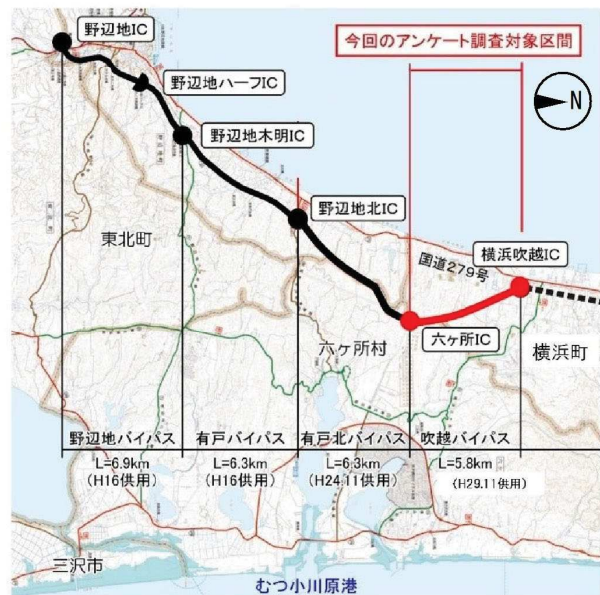 野辺地IC
今回のアンケート調査対象区間
野辺地ハーフIC
N
野辺地木明IC
野辺地北IC
東北町
国道279号
横浜吹越IC
六ヶ所IC
六ヶ所村
横浜町
野辺地バイパス
有戸バイパス
有戸北バイパス
吹越バイパス
L=6.9km
L=6.3km
L=6.3km
L=5.8km
(H16供用)
(H16供用)
(H24.11供用)
(H29.11供用)
三沢市
むつ小川原港